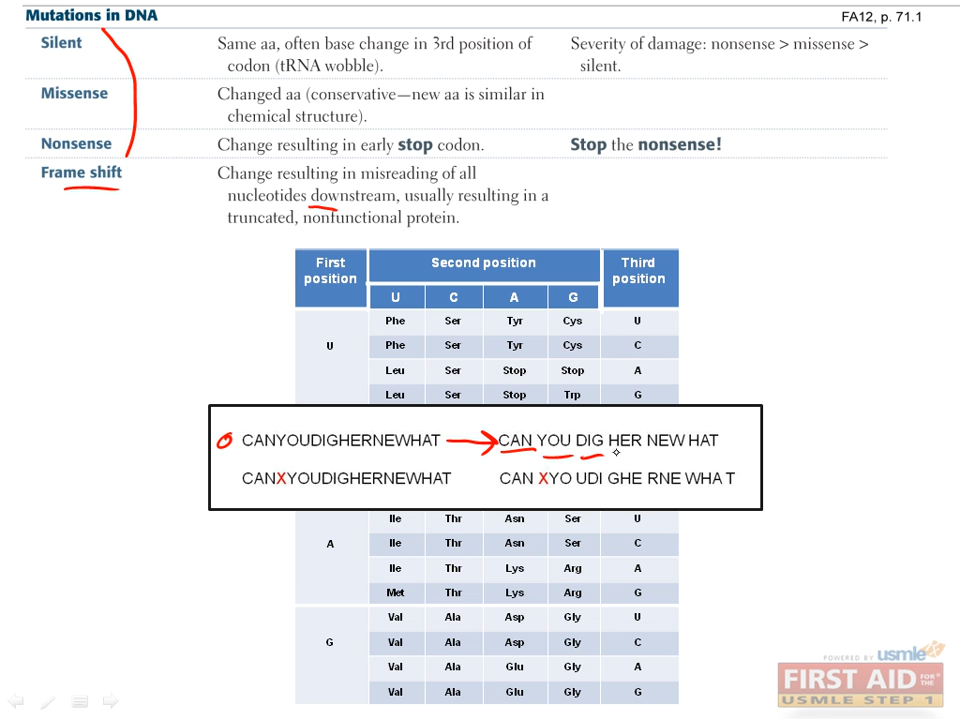 Mutations in DNA
FA12, p. 71.1
Silent
Same aa, often base change in 3rd position of
codon (tRNA wobble).
Severity of damage: nonsense > missense >
silent.
Missense
Changed aa (conservative—new aa is similar in
chemical structure).
Nonsense
Change resulting in early stop codon.
Stop the nonsense!
Frame shift
Change resulting in misreading of all
nucleotides downstream, usually resulting in a
truncated, nonfunctional protein.
First position Second position Third position
U C A G
U
Phe Ser Tyr Cys U
Phe Ser Tyr Cys C
Leu Ser Stop Stop A
Leu Ser Stop Trp G
CANYOUDIGHERNEWHAT CAN YOU DIG HER NEW HAT
CANXYOUDIGHERNEWHAT CAN XYO UDI GHE RNE WHA T
A
Ile Thr Asn Ser U
Ile Thr Asn Ser C
Ile Thr Lys Arg A
Met Thr Lys Arg G
G
Val Ala Asp Gly U
Val Ala Asp Gly C
Val Ala Glu Gly A
Val Ala Glu Gly G
POWERED BY usmle
FIRST AID FOR THE
USMLE STEP 1